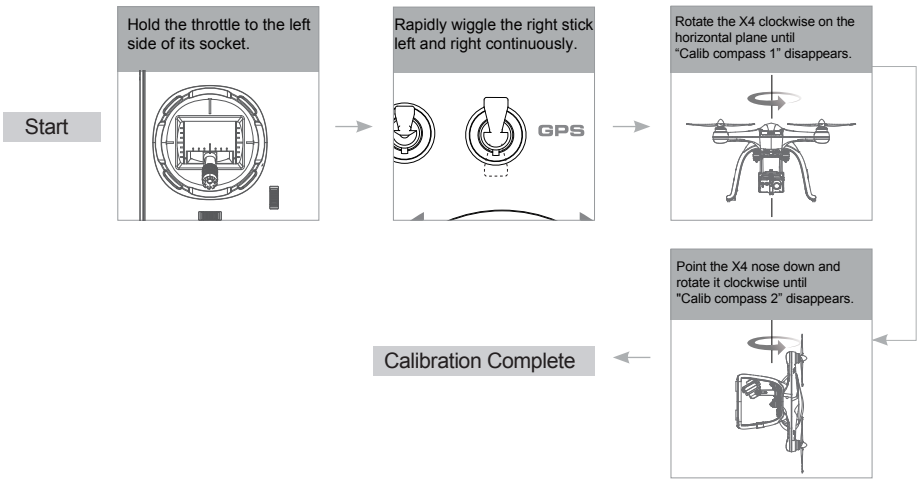 Start
Hold the throttle to the left
side of its socket.
Rapidly wiggle the right stick
left and right continuously.
GPS
Rotate the X4 clockwise on the
horizontal plane until
“Calib compass 1” disappears.
Point the X4 nose down and
rotate it clockwise until
"Calib compass 2” disappears.
Calibration Complete